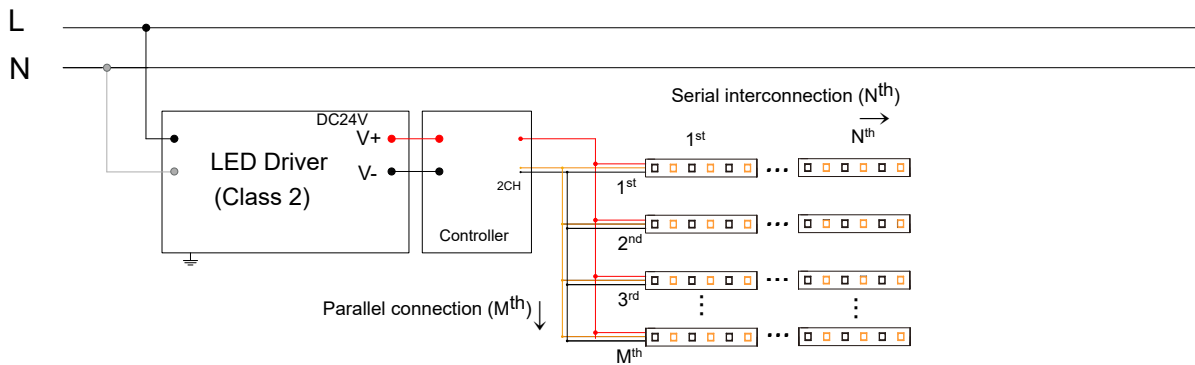 L
N
Serial interconnection (Nth)
1st
Nth
DC24V
V+
LED Driver
(Class 2)
V-
2CH
Controller
1st
2nd
3rd
Parallel connection (Mth)
Mth